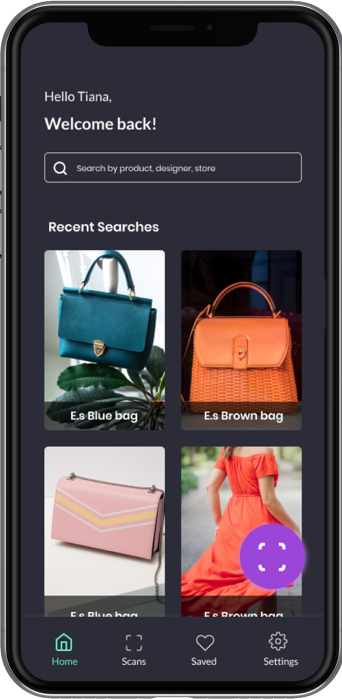 Hello Tiana,
Welcome back!
Search by product, designer, store
Recent Searches
E.s Blue bag
E.s Brown bag
E.s Blue bag
E.s Brown bag
Home
Scans
Saved
Settings